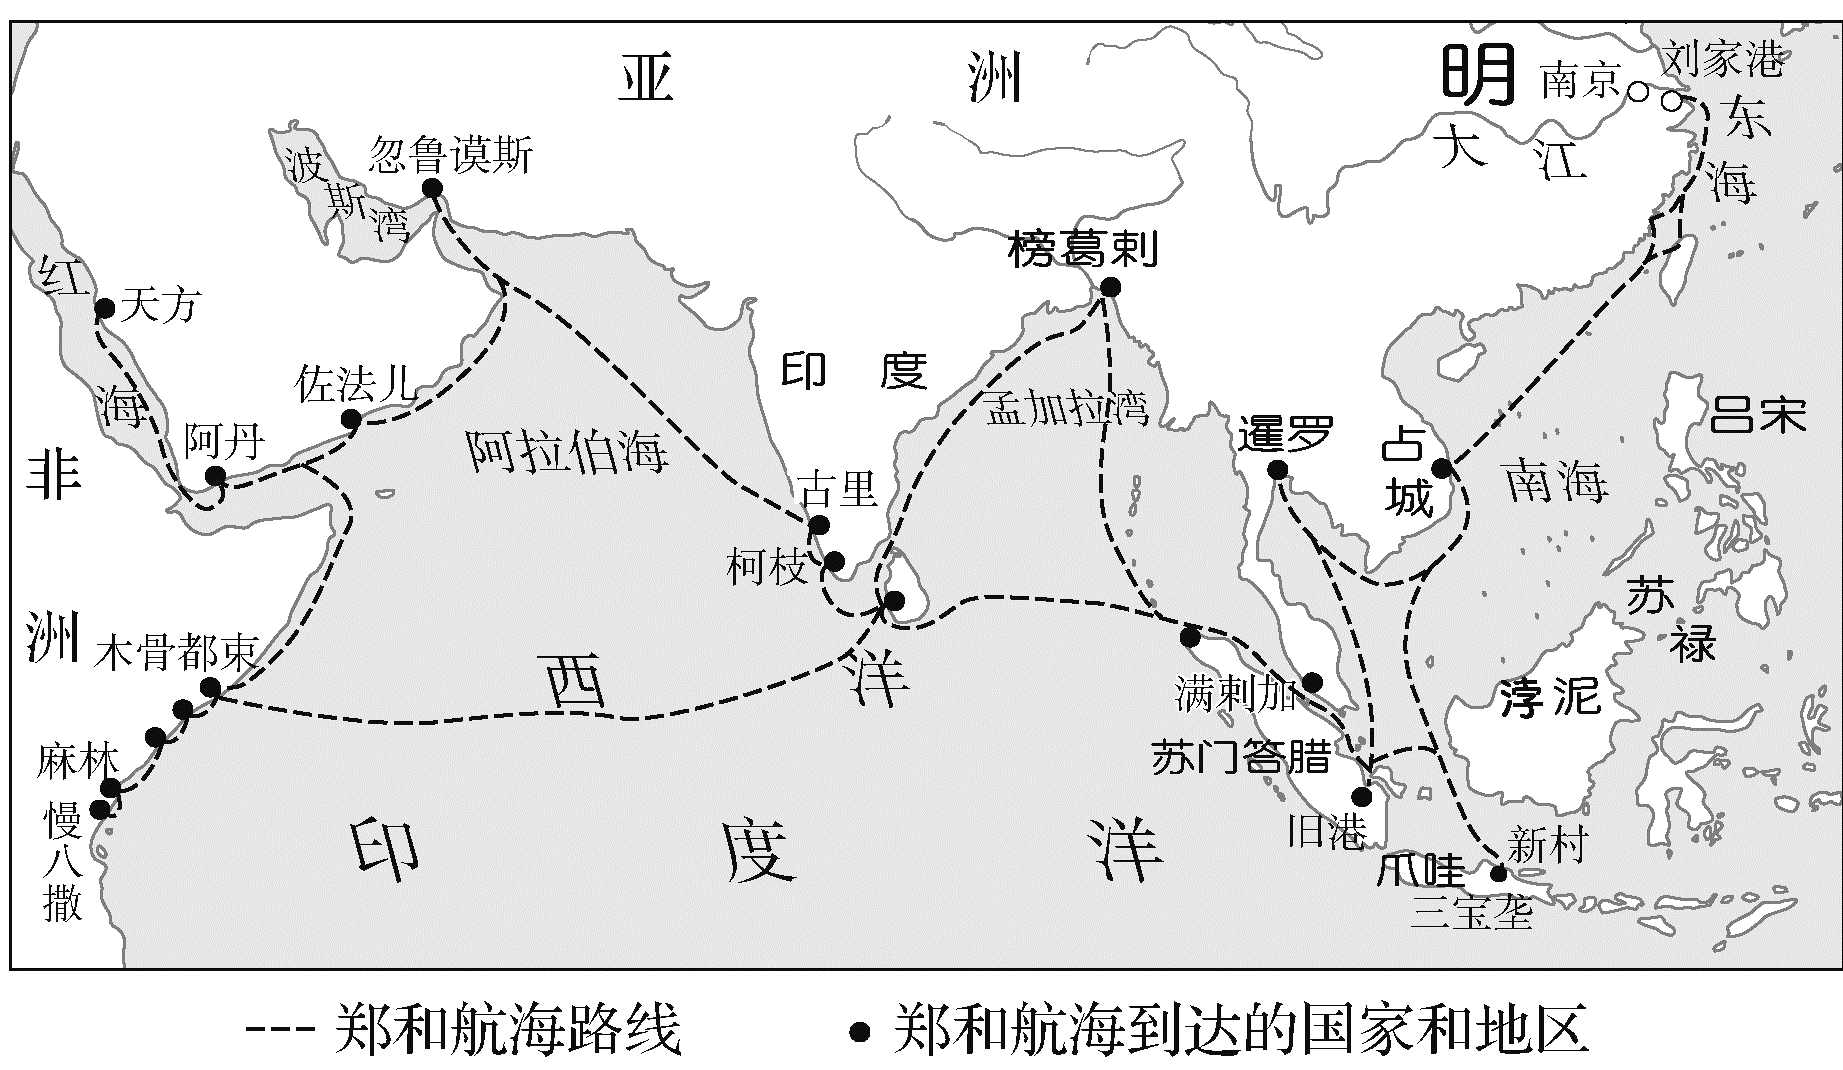 亚洲
明
南京
刘家港
东海
大江
波斯湾
忽鲁谟斯
榜葛剌
红海
天方
印度
佐法儿
孟加拉湾
阿丹
阿拉伯海
暹罗
占城
吕宋
南海
非洲
古里
柯枝
苏禄
木骨都束
西洋
满剌加
浡泥
麻林
苏门答腊
慢八撒
印度洋
旧港
新村
爪哇
三宝垄
郑和航海路线
郑和航海到达的国家和地区